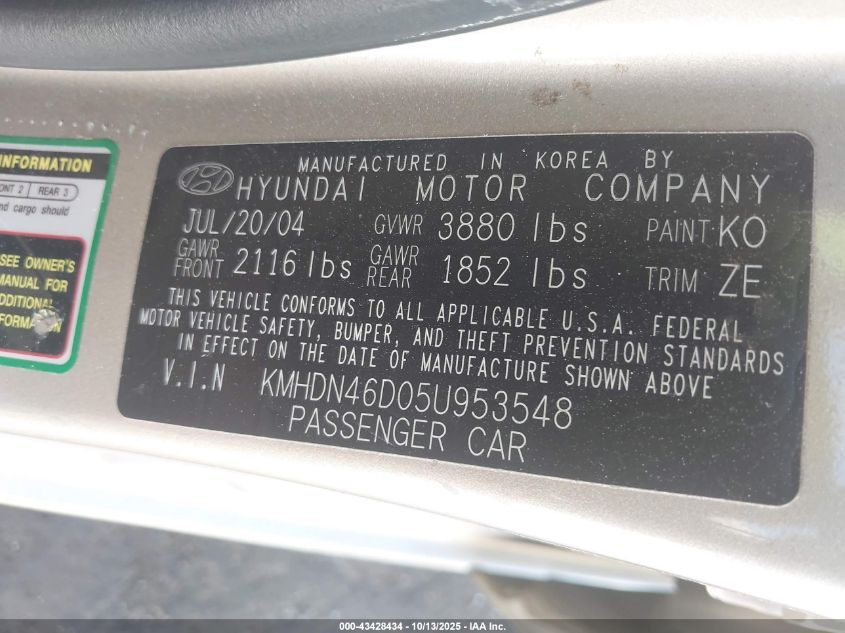 INFORMATION
ONT 2 REAR 3
nd cargo should
SEE OWNER'S
MANUAL FOR
ADDITIONAL
MANUFACTURED IN KOREA BY
HYUNDAI MOTOR COMPANY
JUL/20/04 GVWR 3880 lbs PAINT KO
GAWR FRONT 2116 lbs GAWR REAR 1852 lbs TRIM ZE
THIS VEHICLE CONFORMS TO ALL APPLICABLE U.S.A. FEDERAL
MOTOR VEHICLE SAFETY, BUMPER, AND THEFT PREVENTION STANDARDS
IN EFFECT ON THE DATE OF MANUFACTURE SHOWN ABOVE
V.I.N KMHDN46D05U953548
PASSENGER CAR
000-43428434 - 10/13/2025 - IAA Inc.